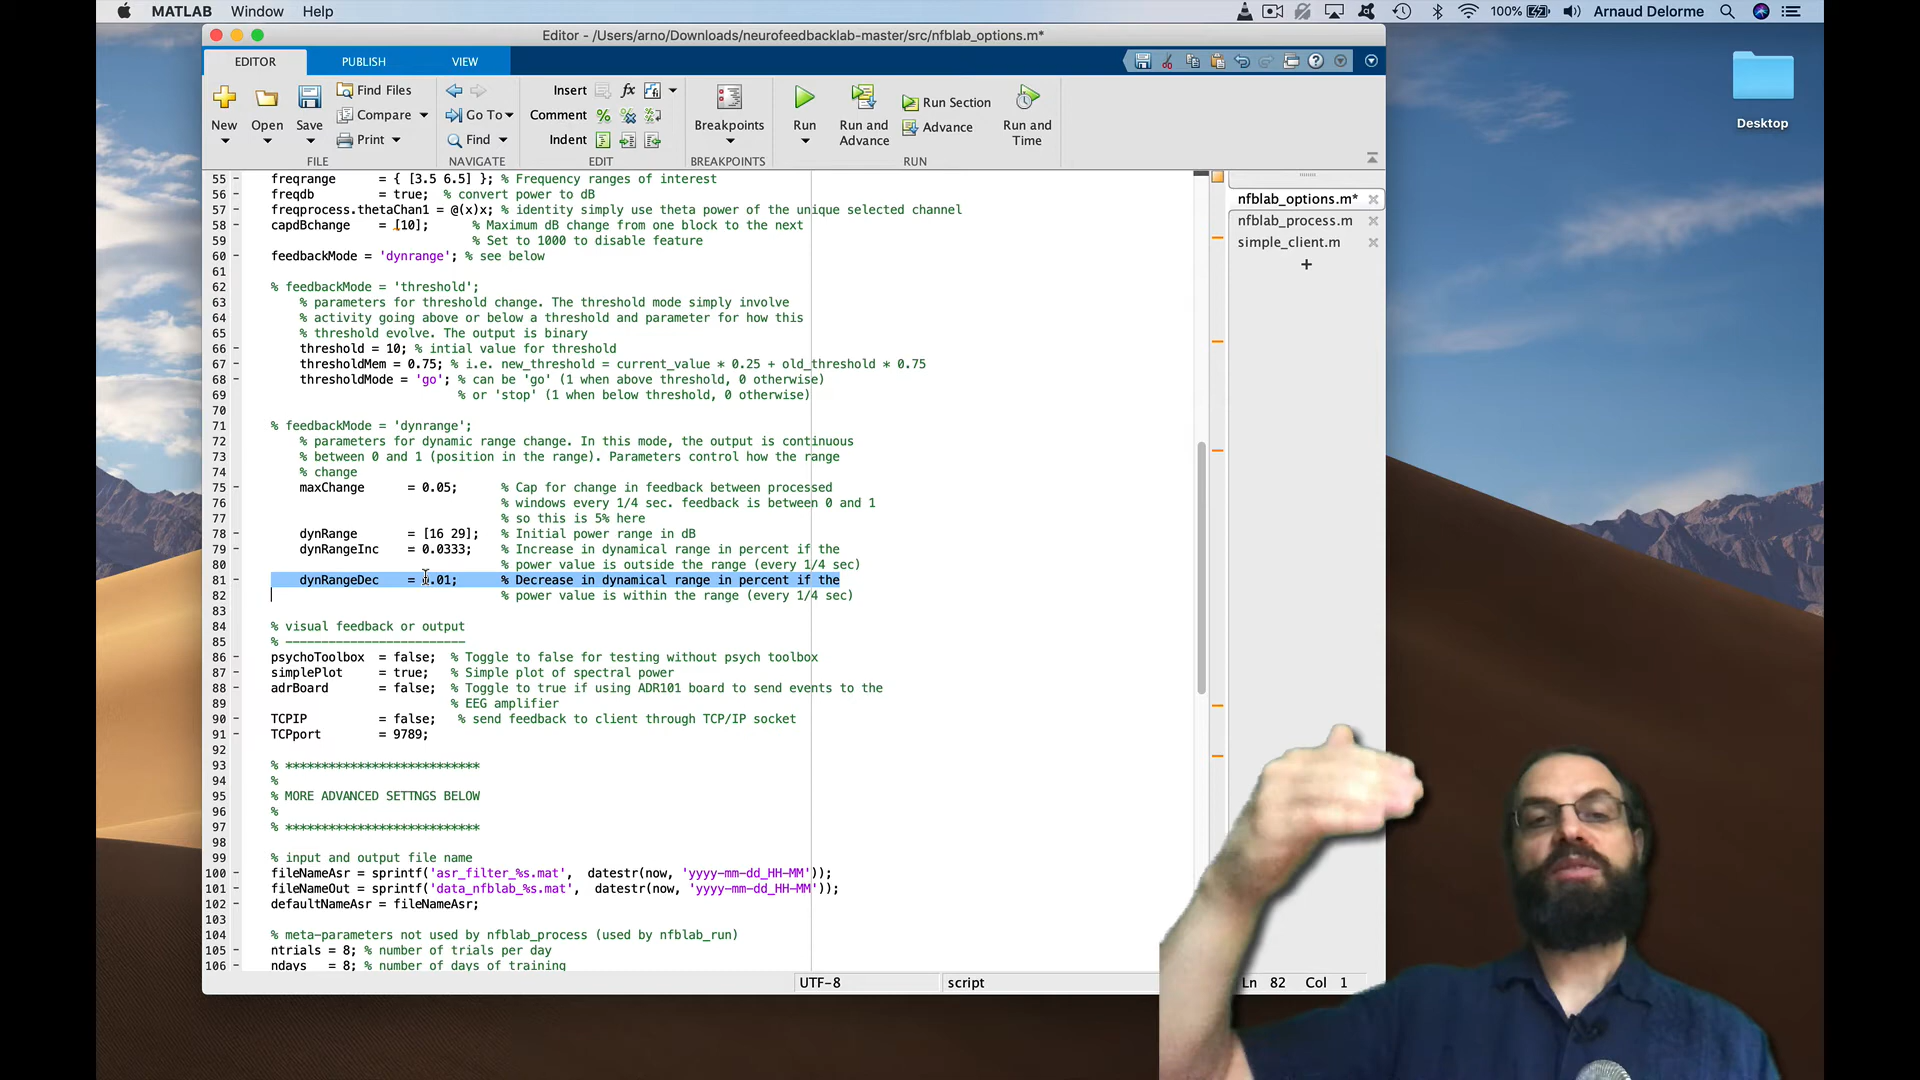 MATLAB Window Help 100% Arnaud Delorme
Editor - /Users/arno/Downloads/neurofeedbacklab-master/src/nfblab_options.m*
EDITOR PUBLISH VIEW
New Open Save Find Files Compare Print
Go To Find
Insert fx
Comment
Indent
Breakpoints Run Run and Advance Run Section Advance Run and Time
FILE NAVIGATE EDIT BREAKPOINTS RUN
Desktop
nfblab_options.m*
nfblab_process.m
simple_client.m
55 - freqrange = { [3.5 6.5] }; % Frequency ranges of interest
56 - freqdb = true; % convert power to dB
57 - freqprocess.thetaChan1 = @(x)x; % identity simply use theta power of the unique selected channel
58 - capdBchange = [10]; % Maximum dB change from one block to the next
59 % Set to 1000 to disable feature
60 - feedbackMode = 'dynrange'; % see below
61
62 % feedbackMode = 'threshold';
63 % parameters for threshold change. The threshold mode simply involve
64 % activity going above or below a threshold and parameter for how this
65 % threshold evolve. The output is binary
66 - threshold = 10; % intial value for threshold
67 - thresholdMem = 0.75; % i.e. new_threshold = current_value * 0.25 + old_threshold * 0.75
68 - thresholdMode = 'go'; % can be 'go' (1 when above threshold, 0 otherwise)
69 % or 'stop' (1 when below threshold, 0 otherwise)
70
71 % feedbackMode = 'dynrange';
72 % parameters for dynamic range change. In this mode, the output is continuous
73 % between 0 and 1 (position in the range). Parameters control how the range
74 % change
75 - maxChange = 0.05; % Cap for change in feedback between processed
76 % windows every 1/4 sec. feedback is between 0 and 1
77 % so this is 5% here
78 - dynRange = [16 29]; % Initial power range in dB
79 - dynRangeInc = 0.0333; % Increase in dynamical range in percent if the
80 % power value is outside the range (every 1/4 sec)
81 - dynRangeDec = 0.01; % Decrease in dynamical range in percent if the
82 % power value is within the range (every 1/4 sec)
83
84 % visual feedback or output
85 % -------------------------
86 - psychoToolbox = false; % Toggle to false for testing without psych toolbox
87 - simplePlot = true; % Simple plot of spectral power
88 - adrBoard = false; % Toggle to true if using ADR101 board to send events to the
89 % EEG amplifier
90 - TCPIP = false; % send feedback to client through TCP/IP socket
91 - TCPport = 9789;
92
93 % ***************************
94 %
95 % MORE ADVANCED SETTNGS BELOW
96 %
97 % ***************************
98
99 % input and output file name
100 - fileNameAsr = sprintf('asr_filter_%s.mat', datestr(now, 'yyyy-mm-dd_HH-MM'));
101 - fileNameOut = sprintf('data_nfblab_%s.mat', datestr(now, 'yyyy-mm-dd_HH-MM'));
102 - defaultNameAsr = fileNameAsr;
103
104 % meta-parameters not used by nfblab_process (used by nfblab_run)
105 - ntrials = 8; % number of trials per day
106 - ndays = 8; % number of days of training
UTF-8 script Ln 82 Col 1